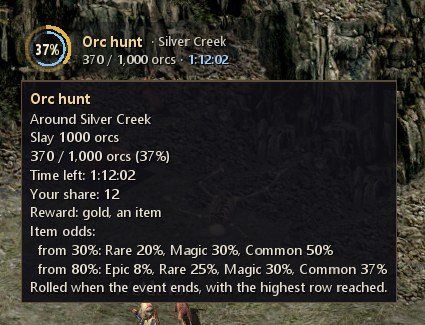 37%
Orc hunt · Silver Creek
370 / 1,000 orcs · 1:12:02
Orc hunt
Around Silver Creek
Slay 1000 orcs
370 / 1,000 orcs (37%)
Time left: 1:12:02
Your share: 12
Reward: gold, an item
Item odds:
from 30%: Rare 20%, Magic 30%, Common 50%
from 80%: Epic 8%, Rare 25%, Magic 30%, Common 37%
Rolled when the event ends, with the highest row reached.